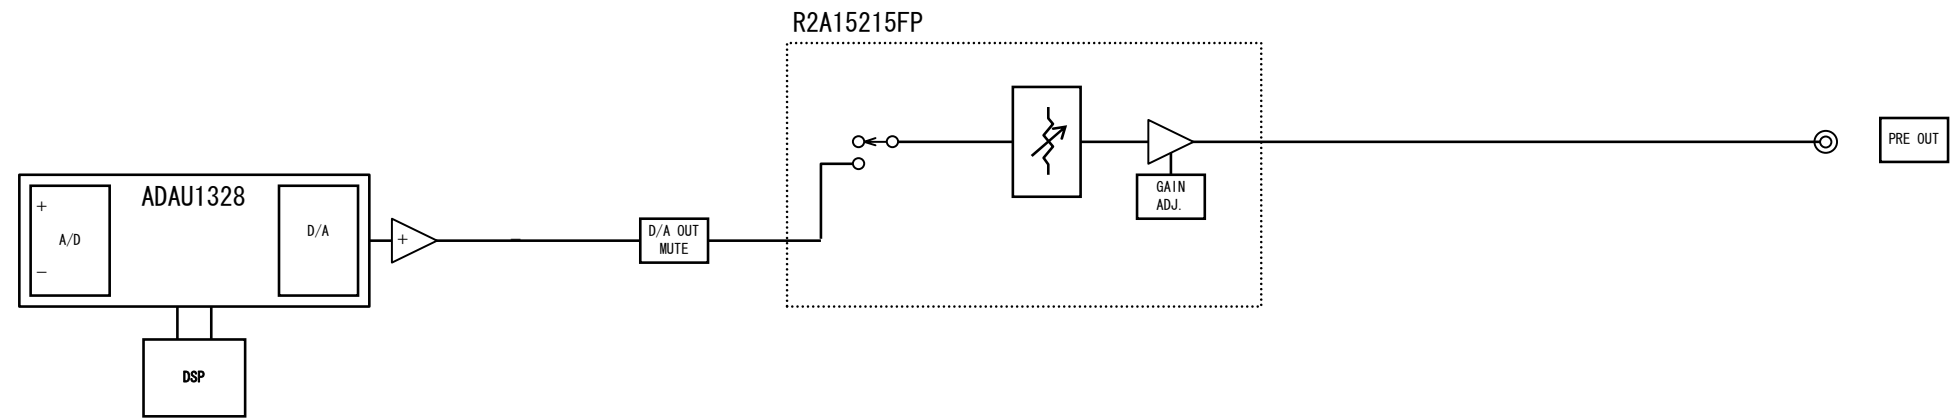 R2A15215FP
PRE OUT
GAIN
ADJ.
ADAU1328
+
A/D
−
D/A
+
D/A OUT
MUTE
DSP